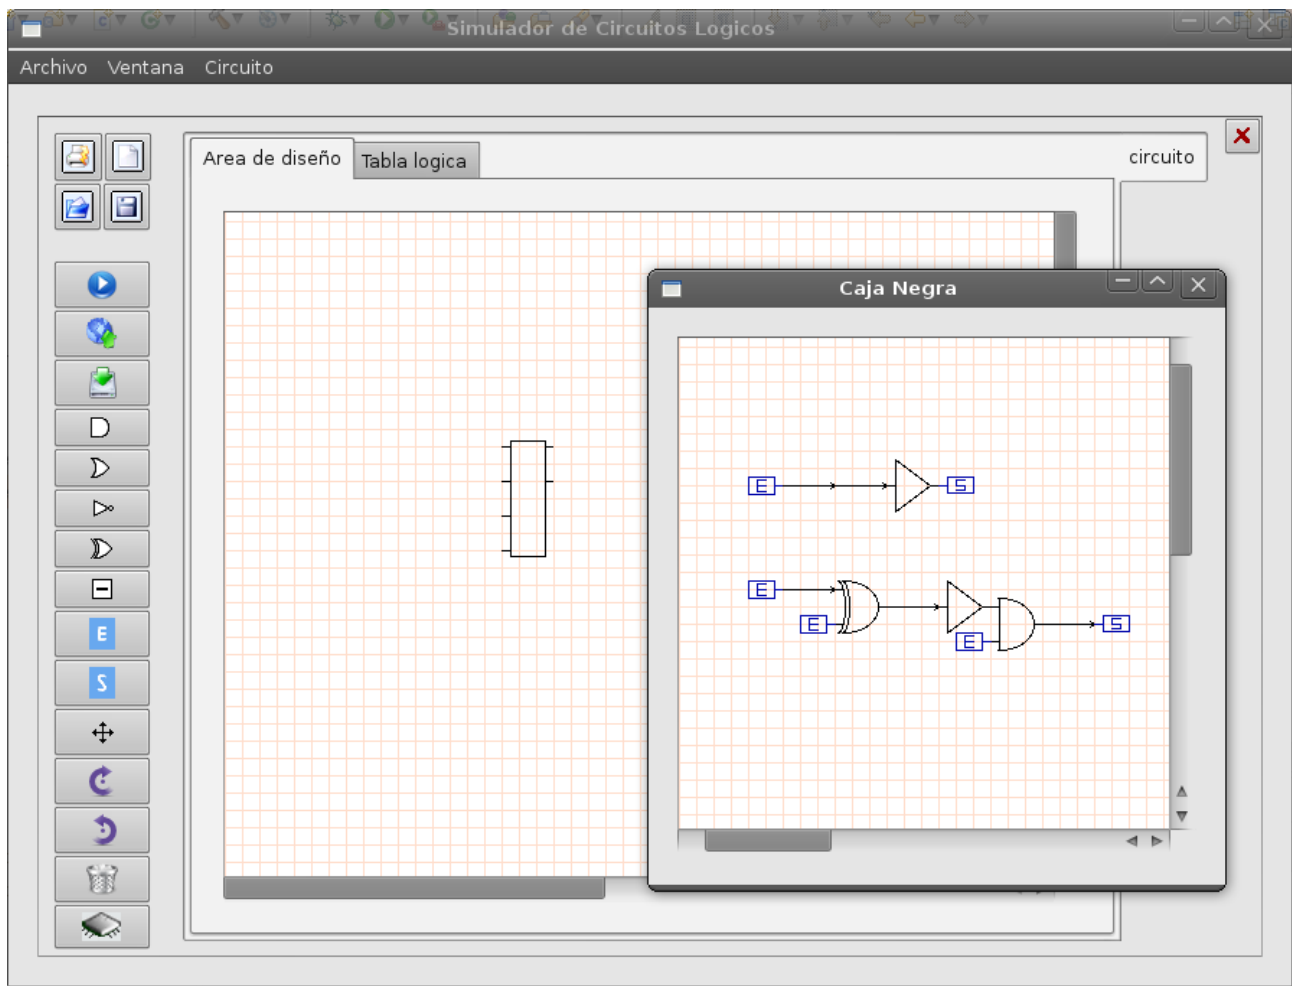 Simulador de Circuitos Logicos
Archivo Ventana Circuito
Area de diseño Tabla logica circuito
Caja Negra
E S
E
E S
E
E
S